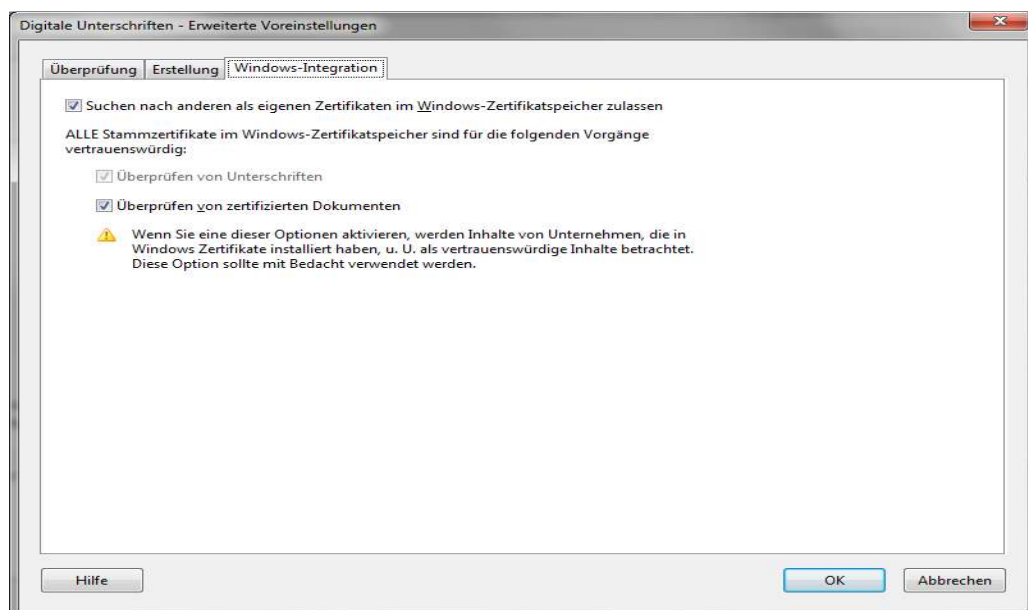 Digitale Unterschriften - Erweiterte Voreinstellungen
Überprüfung Erstellung Windows-Integration
Suchen nach anderen als eigenen Zertifikaten im Windows-Zertifikatspeicher zulassen
ALLE Stammzertifikate im Windows-Zertifikatspeicher sind für die folgenden Vorgänge
vertrauenswürdig:
Überprüfen von Unterschriften
Überprüfen von zertifizierten Dokumenten
Wenn Sie eine dieser Optionen aktivieren, werden Inhalte von Unternehmen, die in
Windows Zertifikate installiert haben, u. U. als vertrauenswürdige Inhalte betrachtet.
Diese Option sollte mit Bedacht verwendet werden.
Hilfe OK Abbrechen